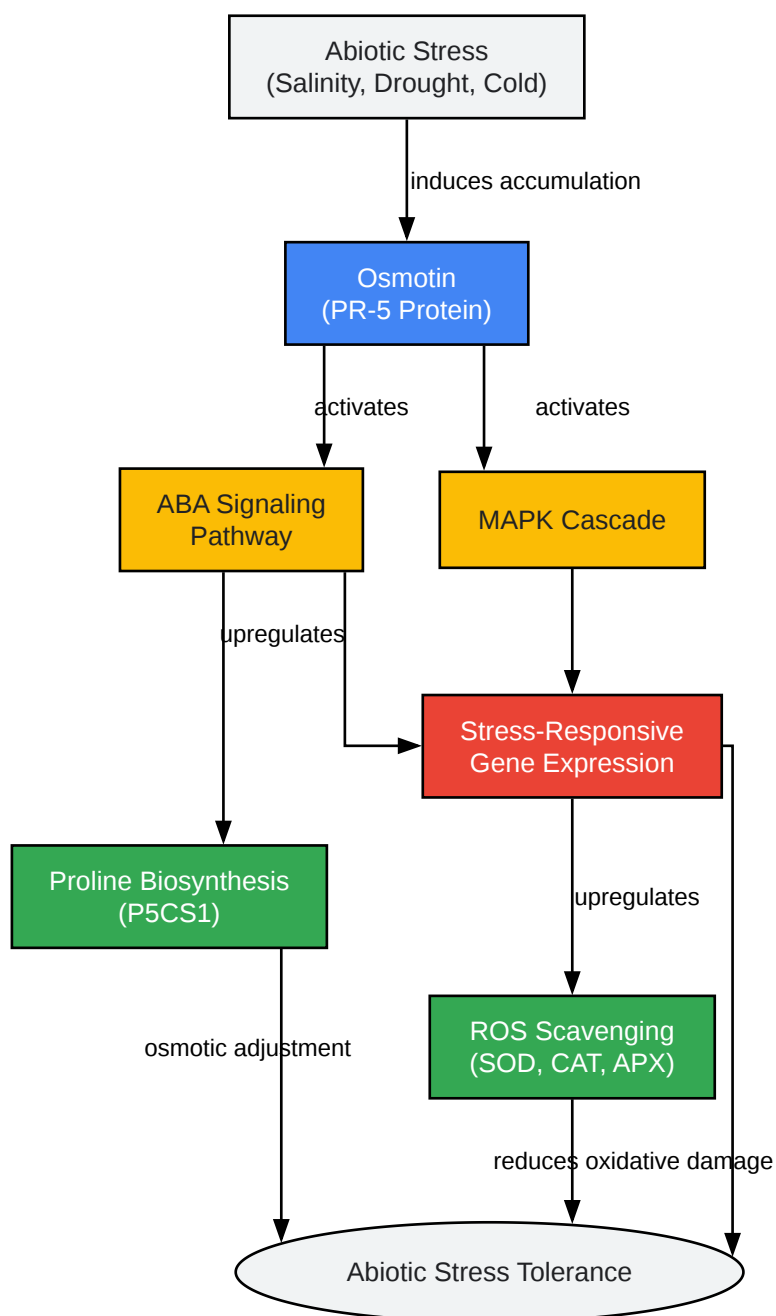 Abiotic Stress
(Salinity, Drought, Cold)
induces accumulation
Osmotin
(PR-5 Protein)
activates
activates
ABA Signaling
Pathway
MAPK Cascade
upregulates
Stress-Responsive
Gene Expression
Proline Biosynthesis
(P5CS1)
upregulates
ROS Scavenging
(SOD, CAT, APX)
osmotic adjustment
reduces oxidative damage
Abiotic Stress Tolerance